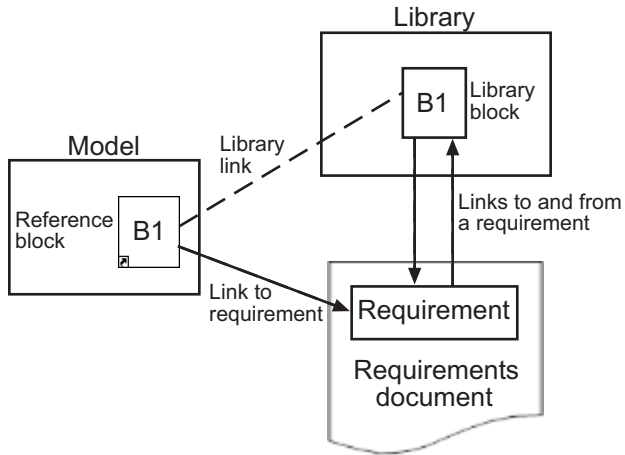 Library
B1
Library
block
Library
link
Model
Reference
block
B1
Links to and from
a requirement
Link to
requirement
Requirement
Requirements
document